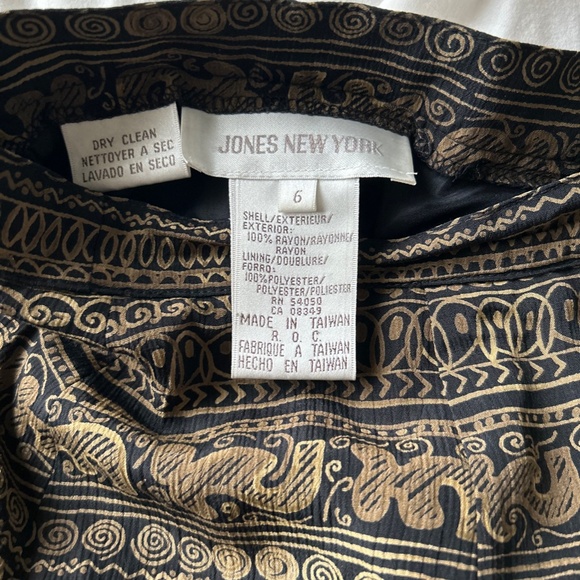 DRY CLEAN
NETTOYER A SEC
LAVADO EN SECO
JONES NEW YORK
6
SHELL/EXTERIEUR/
EXTERIOR:
100% RAYON/RAYONNE/
RAYON
LINING/DOUBLURE/
FORRO:
100%POLYESTER/
POLYESTER/POLIESTER
RN 54050
CA 08349
MADE IN TAIWAN
R. O. C.
FABRIQUE A TAIWAN
HECHO EN TAIWAN